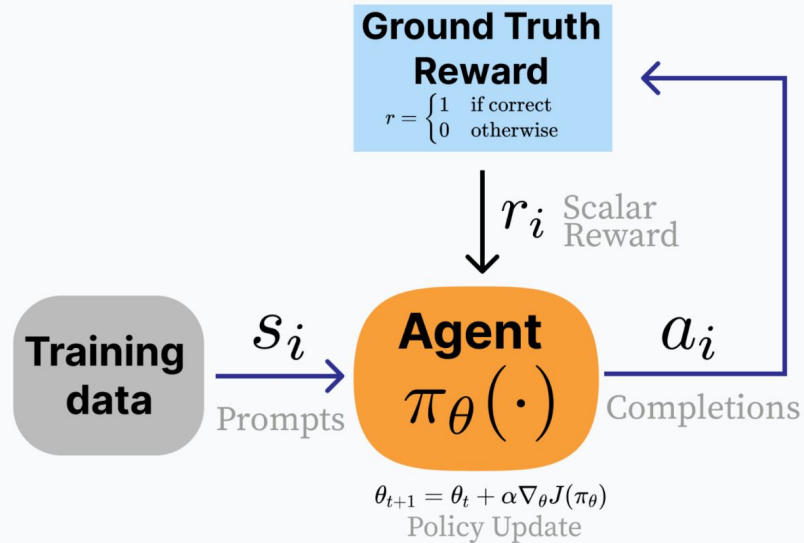 Ground Truth
Reward
r = { 1 if correct
0 otherwise
r_i Scalar
Reward
Training
data
s_i
Prompts
Agent
π_θ(·)
a_i
Completions
θ_{t+1} = θ_t + α∇_θJ(π_θ)
Policy Update